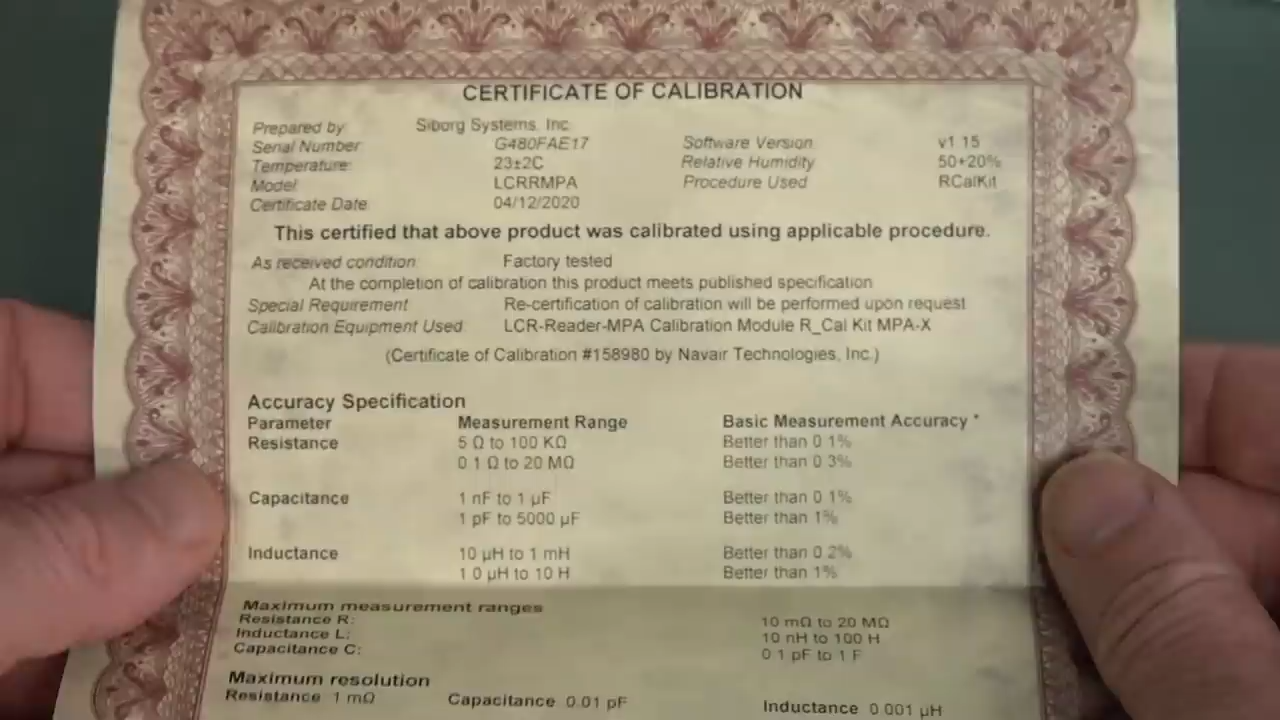 CERTIFICATE OF CALIBRATION
Prepared by: Siborg Systems, Inc.
Serial Number: G480FAE17 Software Version v1.15
Temperature: 23±2C Relative Humidity 50+20%
Model LCRRMPA Procedure Used RCalKit
Certificate Date 04/12/2020
This certified that above product was calibrated using applicable procedure.
As received condition: Factory tested
At the completion of calibration this product meets published specification
Special Requirement Re-certification of calibration will be performed upon request
Calibration Equipment Used: LCR-Reader-MPA Calibration Module R_Cal Kit MPA-X
(Certificate of Calibration #158980 by Navair Technologies, Inc.)
Accuracy Specification
Parameter Measurement Range Basic Measurement Accuracy *
Resistance 5 Ω to 100 KΩ Better than 0.1%
0.1 Ω to 20 MΩ Better than 0.3%
Capacitance 1 nF to 1 µF Better than 0.1%
1 pF to 5000 µF Better than 1%
Inductance 10 µH to 1 mH Better than 0.2%
1.0 µH to 10 H Better than 1%
Maximum measurement ranges
Resistance R: 10 mΩ to 20 MΩ
Inductance L: 10 nH to 100 H
Capacitance C: 0.1 pF to 1 F
Maximum resolution
Resistance 1 mΩ Capacitance 0.01 pF Inductance 0.001 µH